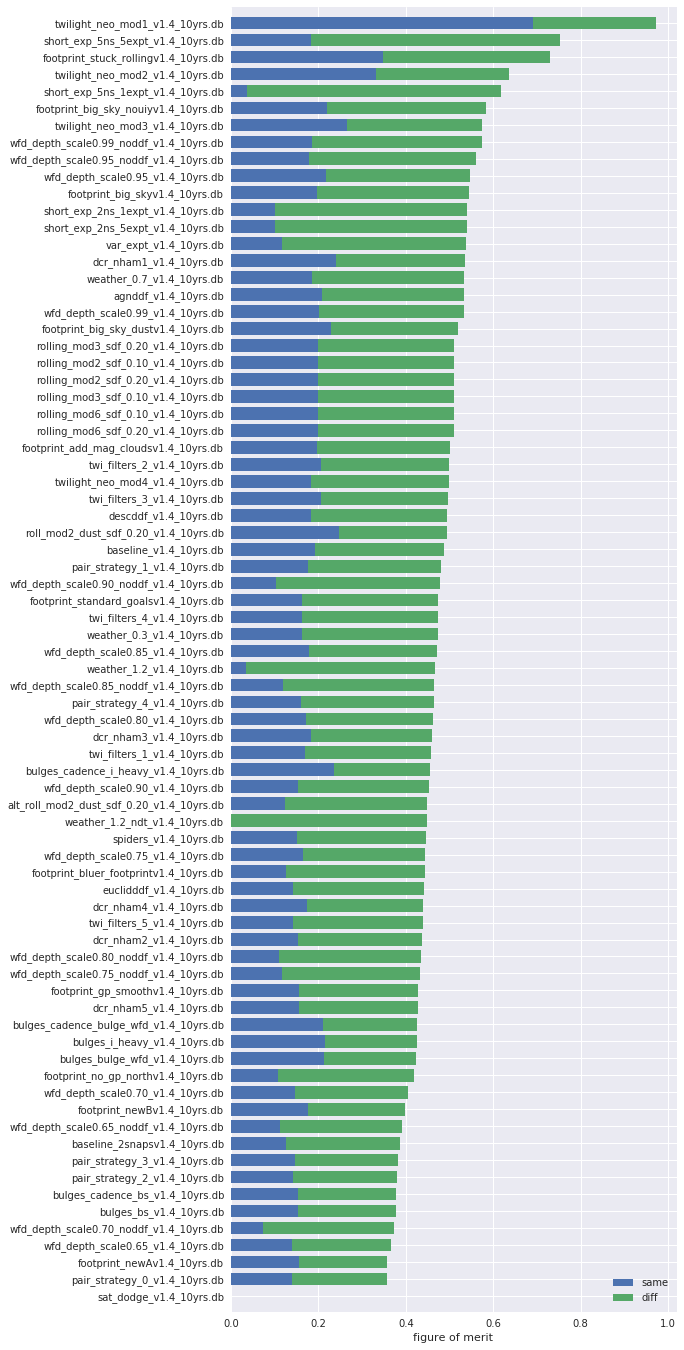 twilight_neo_mod1_v1.4_10yrs.db
short_exp_5ns_5expt_v1.4_10yrs.db
footprint_stuck_rollingv1.4_10yrs.db
twilight_neo_mod2_v1.4_10yrs.db
short_exp_5ns_1expt_v1.4_10yrs.db
footprint_big_sky_nouiyv1.4_10yrs.db
twilight_neo_mod3_v1.4_10yrs.db
wfd_depth_scale0.99_noddf_v1.4_10yrs.db
wfd_depth_scale0.95_noddf_v1.4_10yrs.db
wfd_depth_scale0.95_v1.4_10yrs.db
footprint_big_skyv1.4_10yrs.db
short_exp_2ns_1expt_v1.4_10yrs.db
short_exp_2ns_5expt_v1.4_10yrs.db
var_expt_v1.4_10yrs.db
dcr_nham1_v1.4_10yrs.db
weather_0.7_v1.4_10yrs.db
agnddf_v1.4_10yrs.db
wfd_depth_scale0.99_v1.4_10yrs.db
footprint_big_sky_dustv1.4_10yrs.db
rolling_mod3_sdf_0.20_v1.4_10yrs.db
rolling_mod2_sdf_0.10_v1.4_10yrs.db
rolling_mod2_sdf_0.20_v1.4_10yrs.db
rolling_mod3_sdf_0.10_v1.4_10yrs.db
rolling_mod6_sdf_0.10_v1.4_10yrs.db
rolling_mod6_sdf_0.20_v1.4_10yrs.db
footprint_add_mag_cloudsv1.4_10yrs.db
twi_filters_2_v1.4_10yrs.db
twilight_neo_mod4_v1.4_10yrs.db
twi_filters_3_v1.4_10yrs.db
descddf_v1.4_10yrs.db
roll_mod2_dust_sdf_0.20_v1.4_10yrs.db
baseline_v1.4_10yrs.db
pair_strategy_1_v1.4_10yrs.db
wfd_depth_scale0.90_noddf_v1.4_10yrs.db
footprint_standard_goalsv1.4_10yrs.db
twi_filters_4_v1.4_10yrs.db
weather_0.3_v1.4_10yrs.db
wfd_depth_scale0.85_v1.4_10yrs.db
weather_1.2_v1.4_10yrs.db
wfd_depth_scale0.85_noddf_v1.4_10yrs.db
pair_strategy_4_v1.4_10yrs.db
wfd_depth_scale0.80_v1.4_10yrs.db
dcr_nham3_v1.4_10yrs.db
twi_filters_1_v1.4_10yrs.db
bulges_cadence_i_heavy_v1.4_10yrs.db
wfd_depth_scale0.90_v1.4_10yrs.db
alt_roll_mod2_dust_sdf_0.20_v1.4_10yrs.db
weather_1.2_ndt_v1.4_10yrs.db
spiders_v1.4_10yrs.db
wfd_depth_scale0.75_v1.4_10yrs.db
footprint_bluer_footprintv1.4_10yrs.db
euclidddf_v1.4_10yrs.db
dcr_nham4_v1.4_10yrs.db
twi_filters_5_v1.4_10yrs.db
dcr_nham2_v1.4_10yrs.db
wfd_depth_scale0.80_noddf_v1.4_10yrs.db
wfd_depth_scale0.75_noddf_v1.4_10yrs.db
footprint_gp_smoothv1.4_10yrs.db
dcr_nham5_v1.4_10yrs.db
bulges_cadence_bulge_wfd_v1.4_10yrs.db
bulges_i_heavy_v1.4_10yrs.db
bulges_bulge_wfd_v1.4_10yrs.db
footprint_no_gp_northv1.4_10yrs.db
wfd_depth_scale0.70_v1.4_10yrs.db
footprint_newBv1.4_10yrs.db
wfd_depth_scale0.65_noddf_v1.4_10yrs.db
baseline_2snapsv1.4_10yrs.db
pair_strategy_3_v1.4_10yrs.db
pair_strategy_2_v1.4_10yrs.db
bulges_cadence_bs_v1.4_10yrs.db
bulges_bs_v1.4_10yrs.db
wfd_depth_scale0.70_noddf_v1.4_10yrs.db
wfd_depth_scale0.65_v1.4_10yrs.db
footprint_newAv1.4_10yrs.db
pair_strategy_0_v1.4_10yrs.db
sat_dodge_v1.4_10yrs.db
same
diff
0.0 0.2 0.4 0.6 0.8 1.0
figure of merit